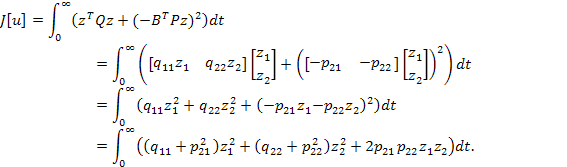 J[u] = ∫₀^∞ (zᵀQz + (−BᵀPz)²)dt
= ∫₀^∞ ([q₁₁z₁ q₂₂z₂] [z₁ z₂] + ([−p₂₁ −p₂₂] [z₁ z₂])²) dt
= ∫₀^∞ (q₁₁z₁² + q₂₂z₂² + (−p₂₁z₁−p₂₂z₂)²)dt
= ∫₀^∞ ((q₁₁ + p₂₁²)z₁² + (q₂₂ + p₂₂²)z₂² + 2p₂₁p₂₂z₁z₂)dt.